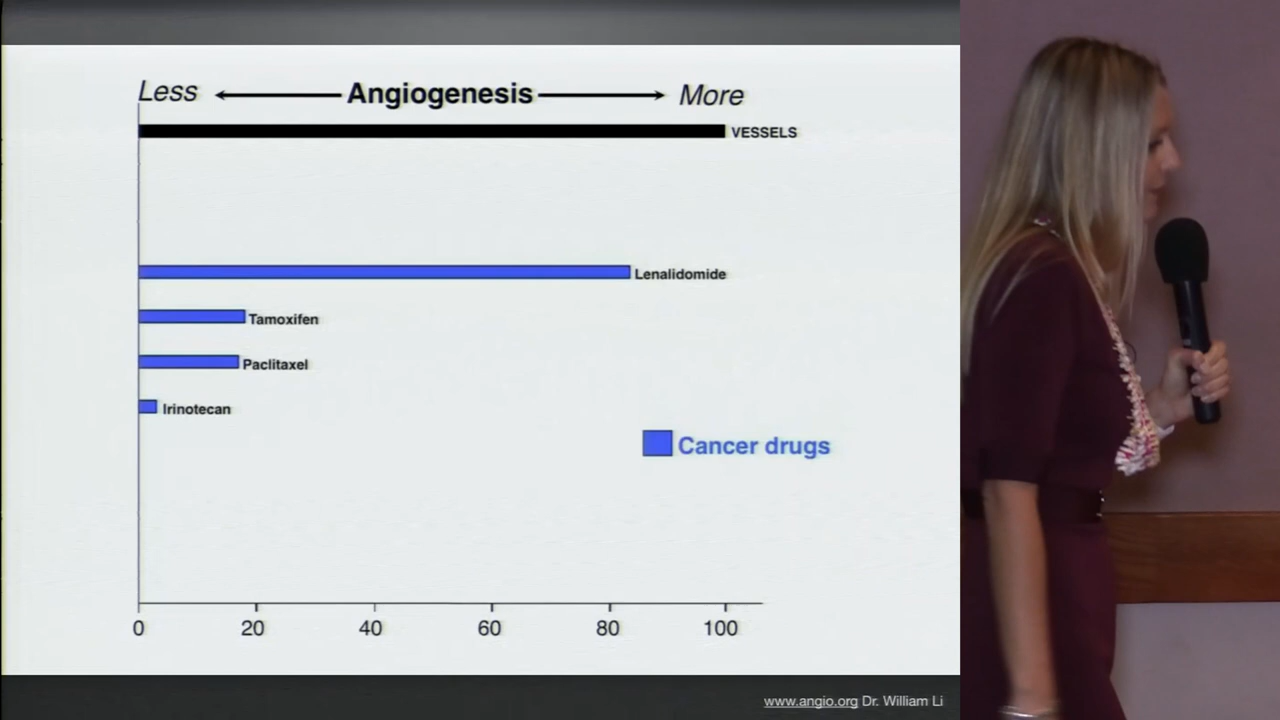 Less Angiogenesis More
VESSELS
Lenalidomide
Tamoxifen
Paclitaxel
Irinotecan
Cancer drugs
0 20 40 60 80 100
www.angio.org Dr. William Li